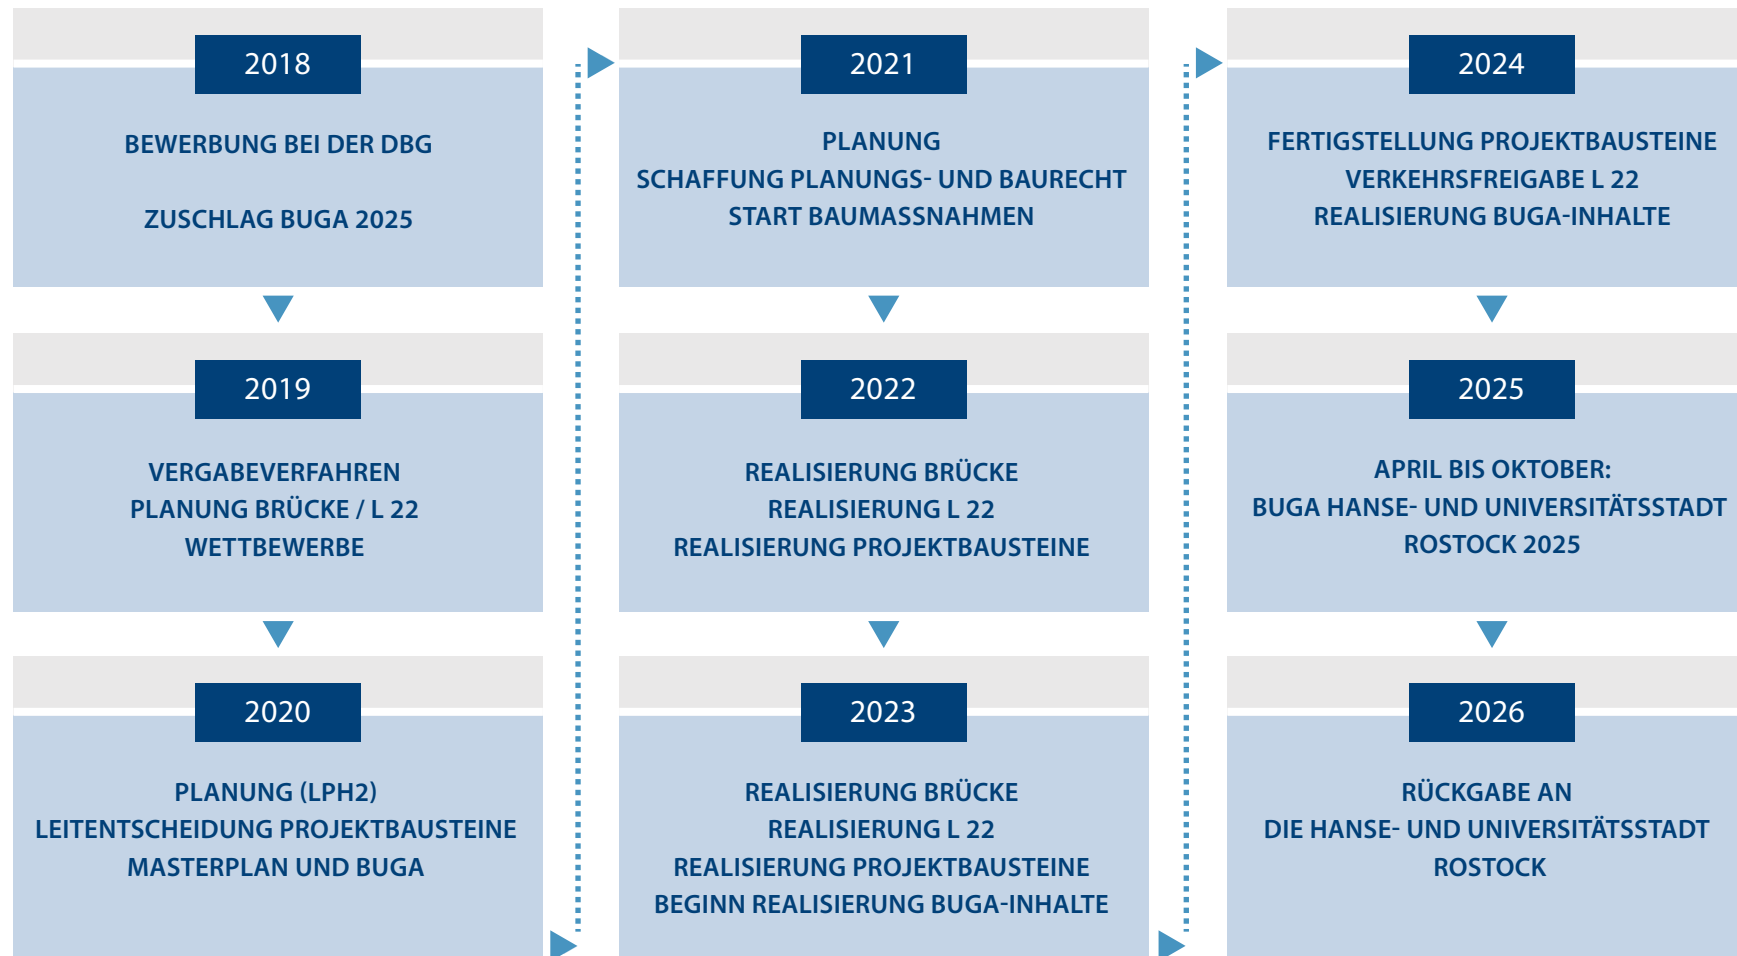 2018
BEWERBUNG BEI DER DBG
ZUSCHLAG BUGA 2025
2019
VERGABEVERFAHREN
PLANUNG BRÜCKE / L 22
WETTBEWERBE
2020
PLANUNG (LPH2)
LEITENTSCHEIDUNG PROJEKTBAUSTEINE
MASTERPLAN UND BUGA
2021
PLANUNG
SCHAFFUNG PLANUNGS- UND BAURECHT
START BAUMASSNAHMEN
2022
REALISIERUNG BRÜCKE
REALISIERUNG L 22
REALISIERUNG PROJEKTBAUSTEINE
2023
REALISIERUNG BRÜCKE
REALISIERUNG L 22
REALISIERUNG PROJEKTBAUSTEINE
BEGINN REALISIERUNG BUGA-INHALTE
2024
FERTIGSTELLUNG PROJEKTBAUSTEINE
VERKEHRSFREIGABE L 22
REALISIERUNG BUGA-INHALTE
2025
APRIL BIS OKTOBER:
BUGA HANSE- UND UNIVERSITÄTSSTADT
ROSTOCK 2025
2026
RÜCKGABE AN
DIE HANSE- UND UNIVERSITÄTSSTADT
ROSTOCK